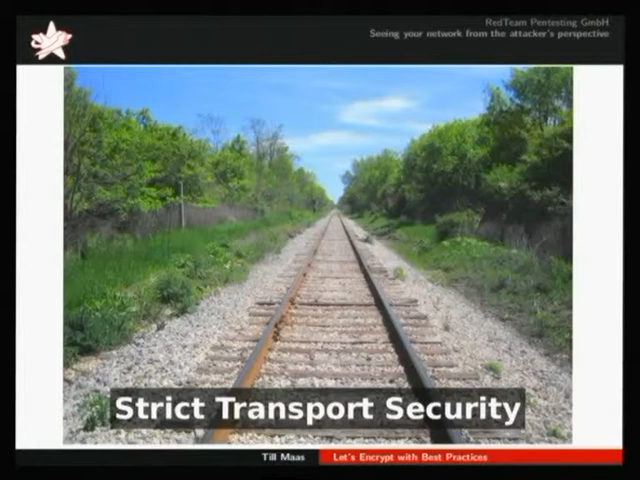 RedTeam Pentesting GmbH
Seeing your network from the attacker's perspective
Strict Transport Security
Till Maas
Let's Encrypt with Best Practices